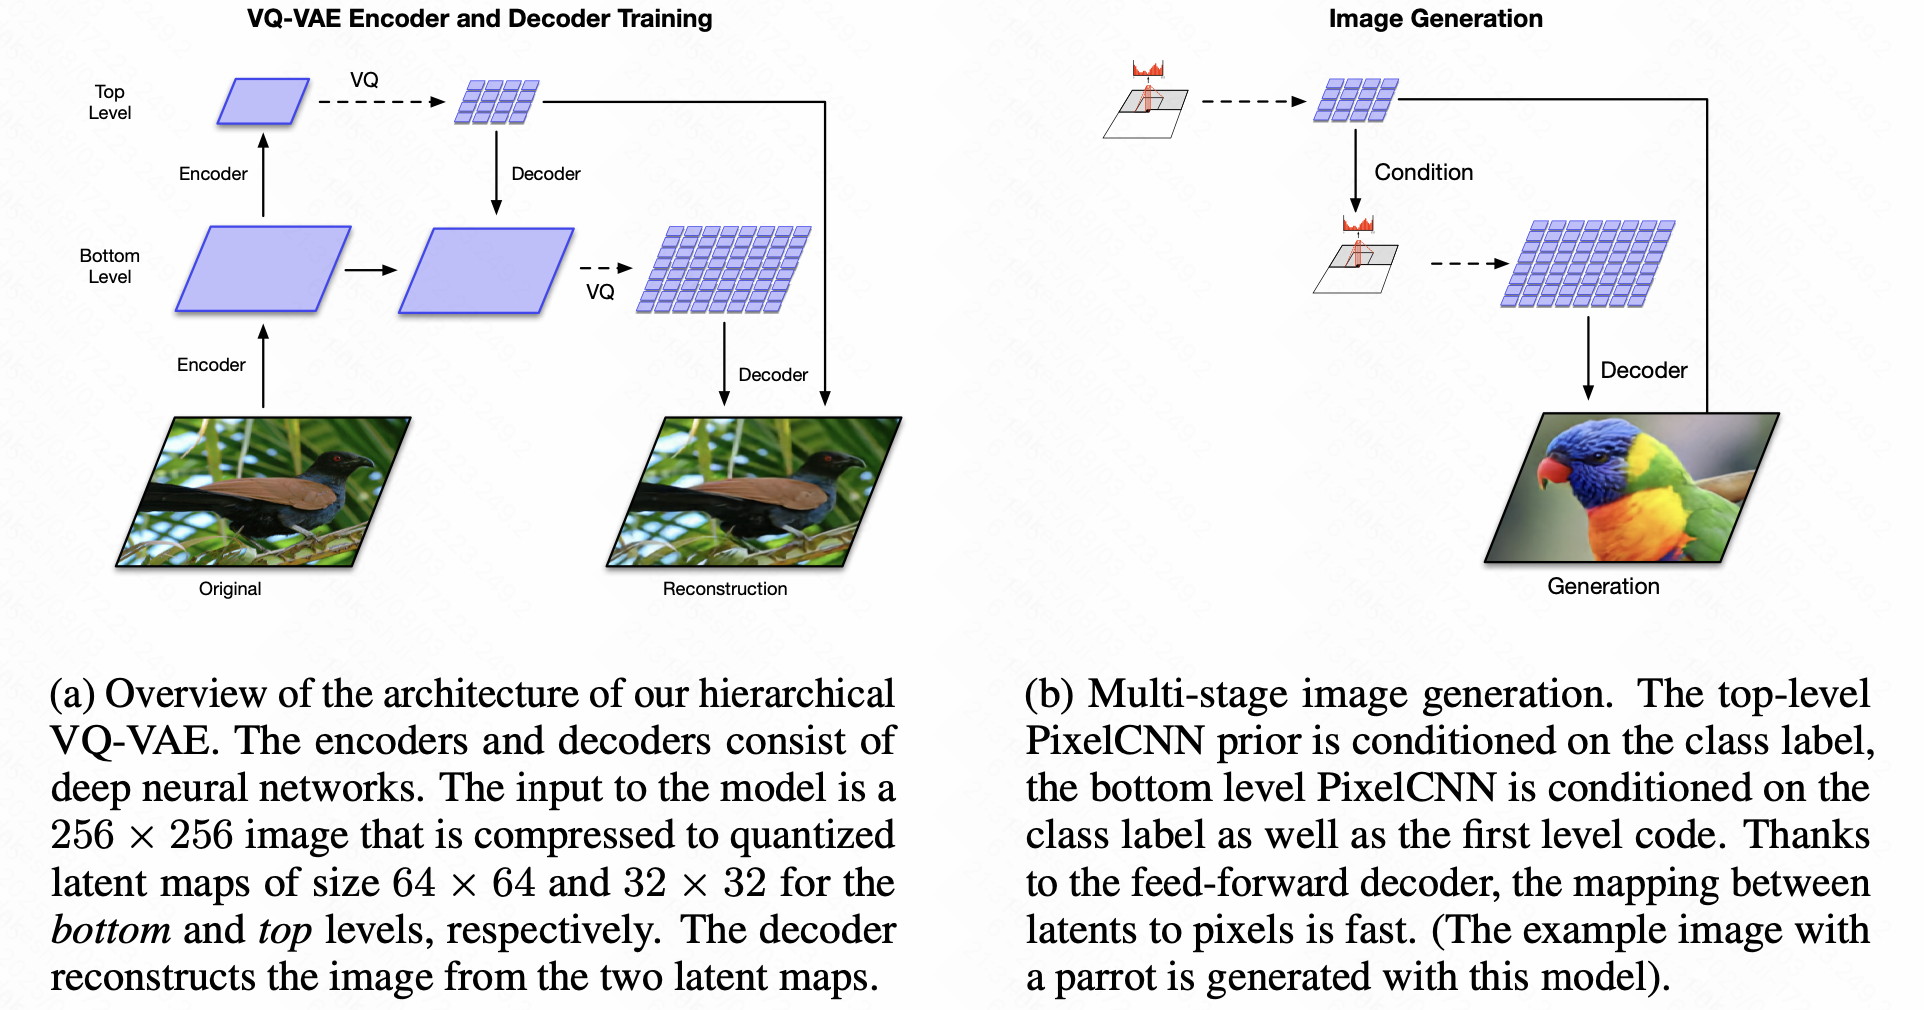 VQ-VAE Encoder and Decoder Training
Top
Level
VQ
Encoder
Decoder
Bottom
Level
VQ
Encoder
Decoder
Original
Reconstruction
Image Generation
Condition
Decoder
Generation
(a) Overview of the architecture of our hierarchical
VQ-VAE. The encoders and decoders consist of
deep neural networks. The input to the model is a
256 × 256 image that is compressed to quantized
latent maps of size 64 × 64 and 32 × 32 for the
bottom and top levels, respectively. The decoder
reconstructs the image from the two latent maps.
(b) Multi-stage image generation. The top-level
PixelCNN prior is conditioned on the class label,
the bottom level PixelCNN is conditioned on the
class label as well as the first level code. Thanks
to the feed-forward decoder, the mapping between
latents to pixels is fast. (The example image with
a parrot is generated with this model).